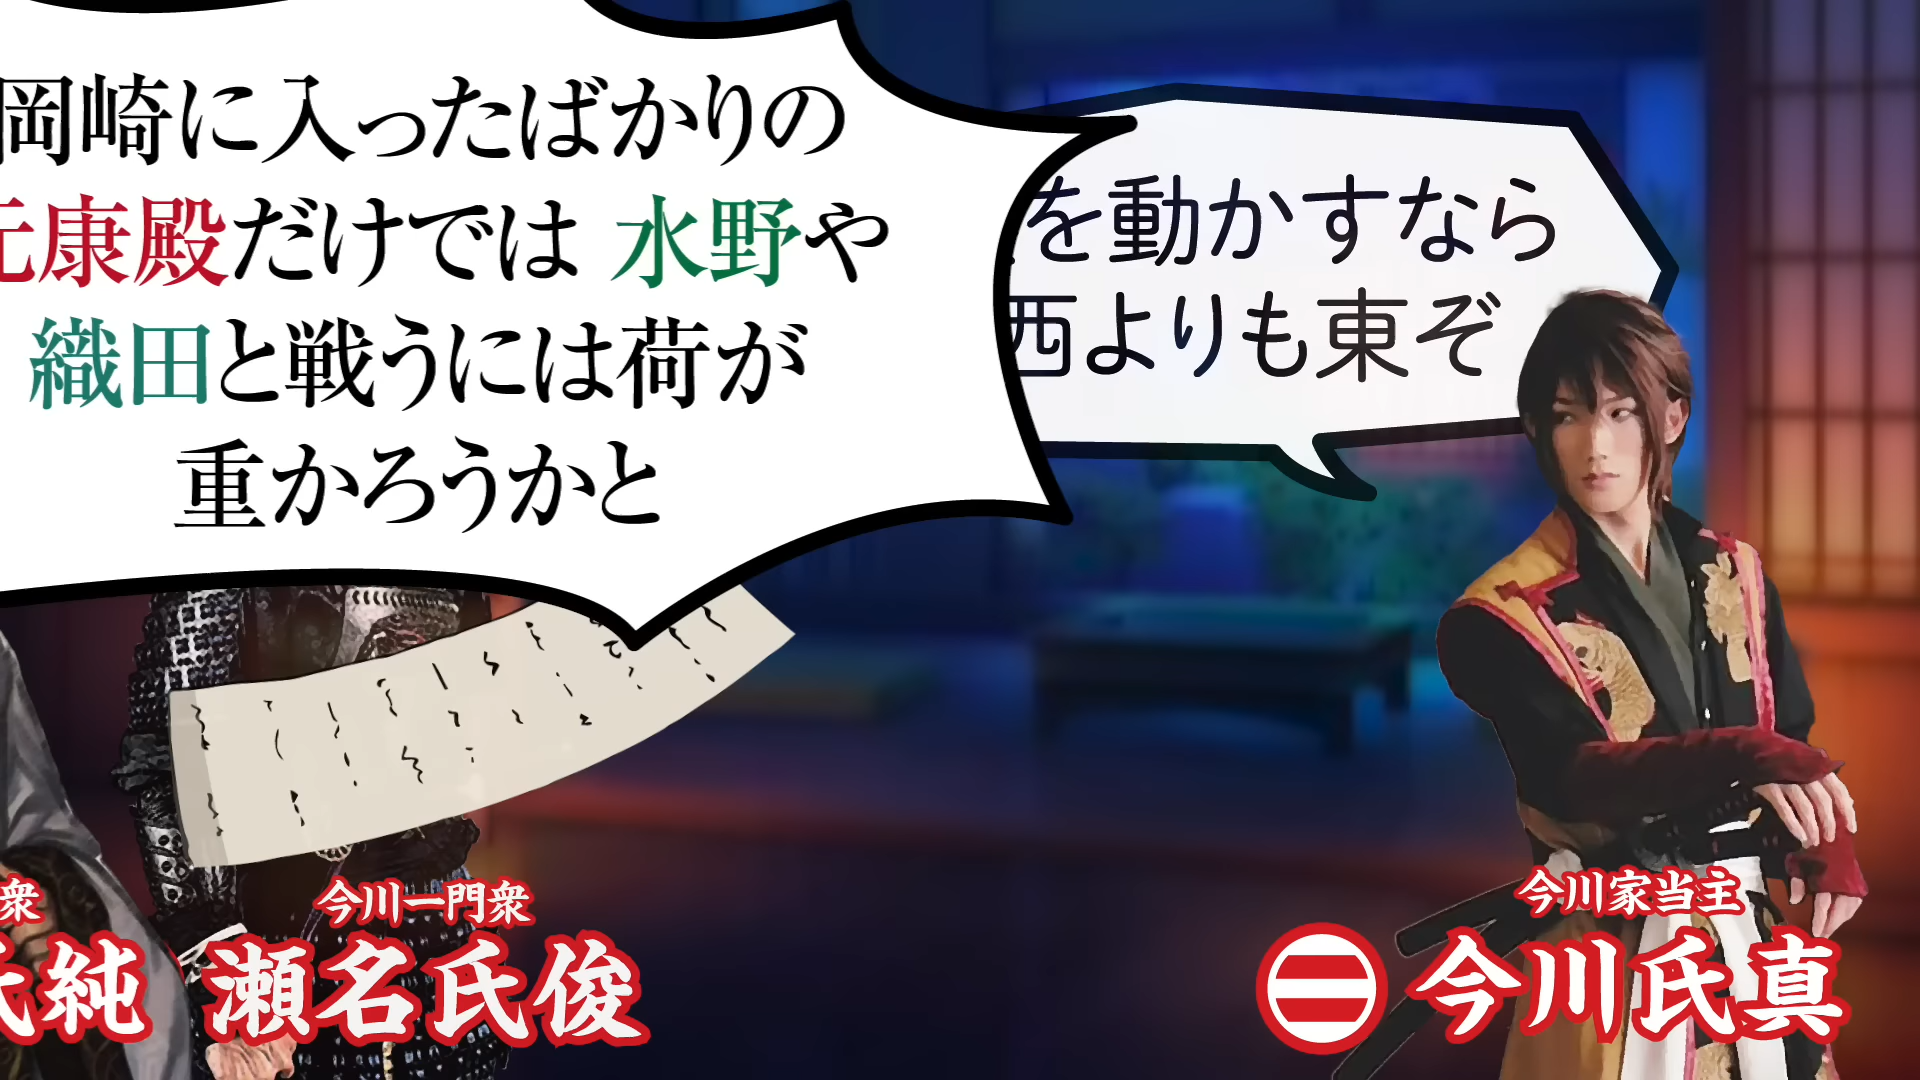 岡崎に入ったばかりの
元康殿だけでは 水野や
織田と戦うには荷が
重かろうかと
を動かすなら
西よりも東ぞ
衆
氏純
今川一門衆
瀬名氏俊
今川家当主
今川氏真